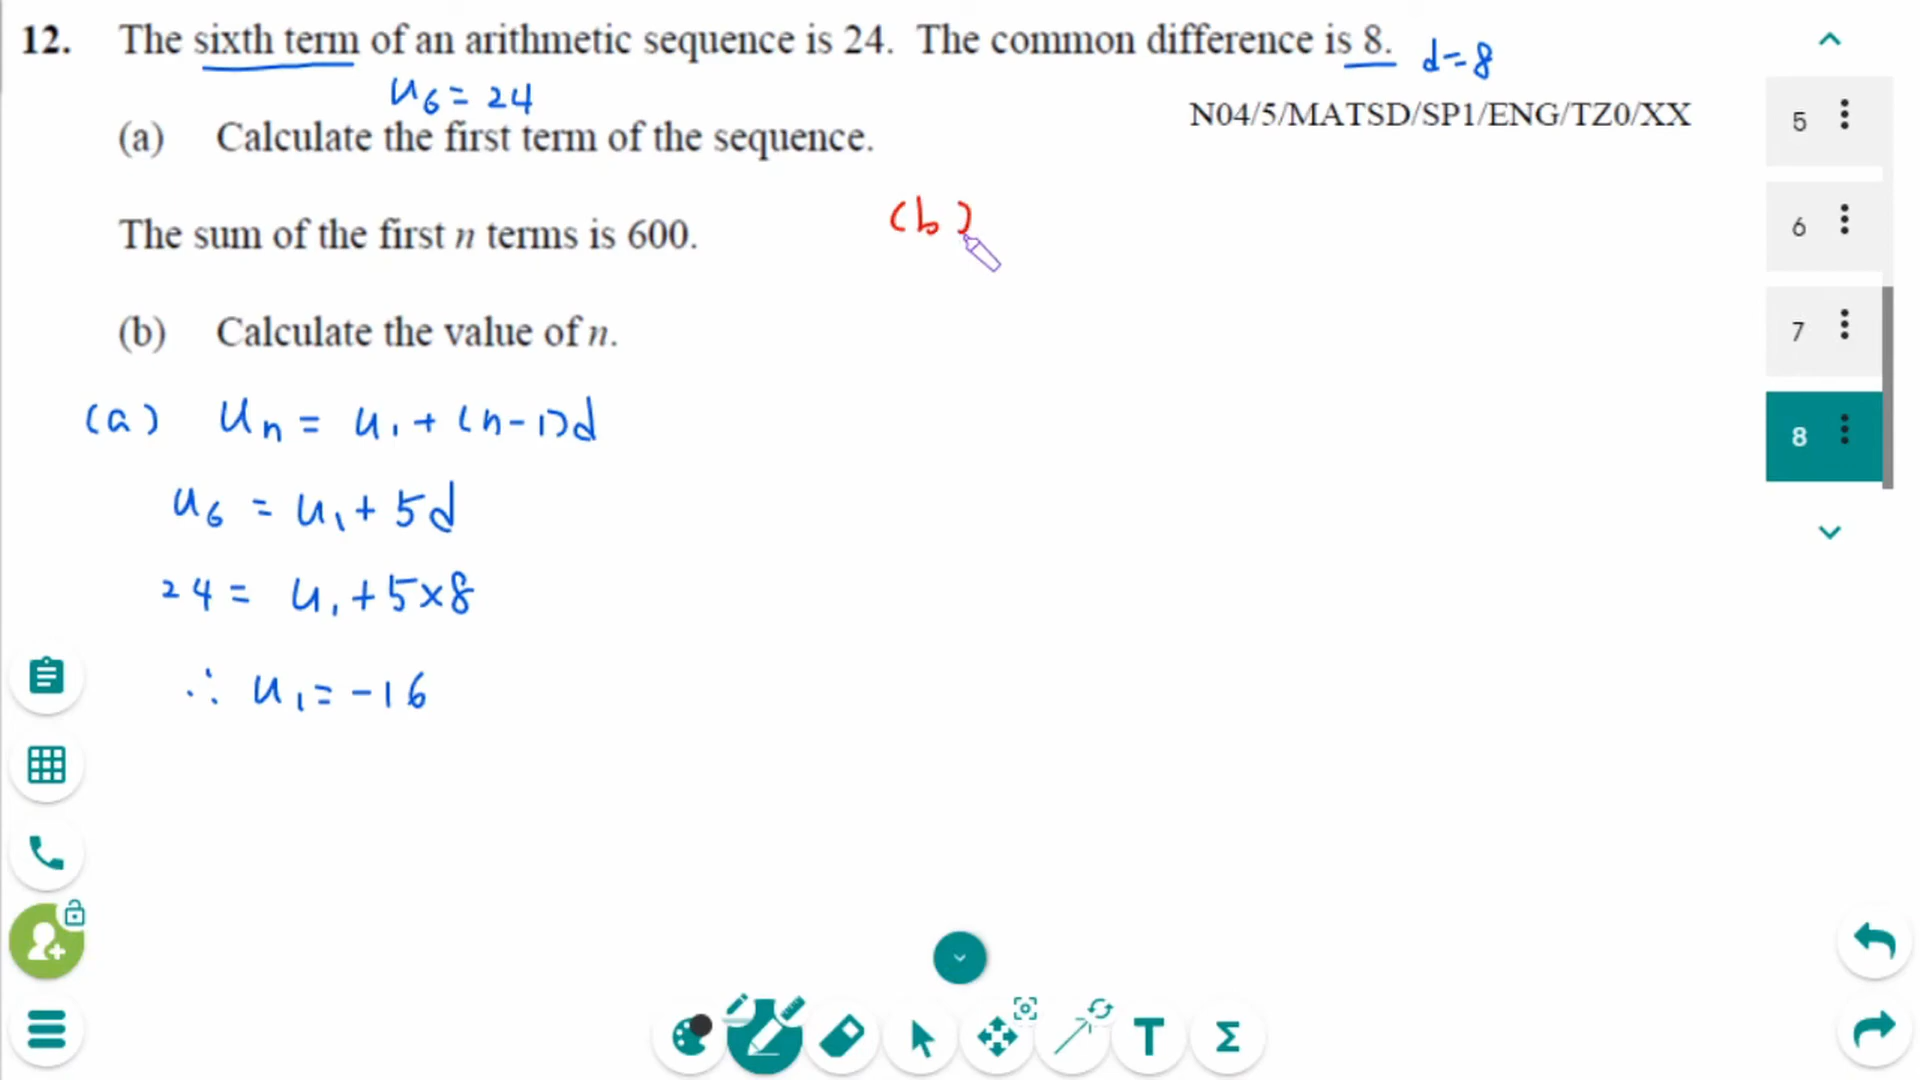 12. The sixth term of an arithmetic sequence is 24. The common difference is 8. d=8
u₆ = 24
N04/5/MATSD/SP1/ENG/TZ0/XX
(a) Calculate the first term of the sequence.
The sum of the first n terms is 600.
(b)
(b) Calculate the value of n.
(a) uₙ = u₁ + (n-1)d
u₆ = u₁ + 5d
24 = u₁ + 5×8
∴ u₁ = -16
5
6
7
8
T
Σ